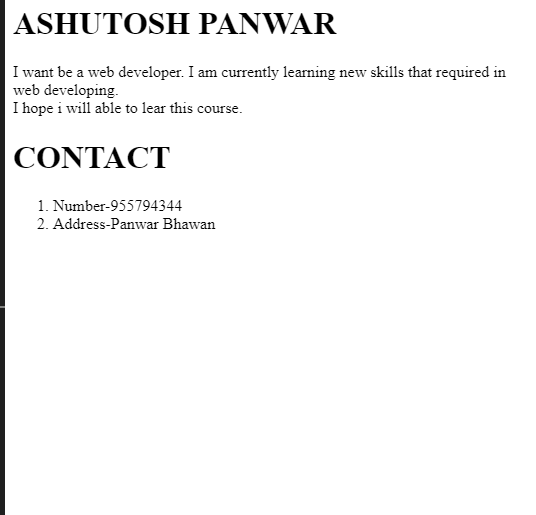 ASHUTOSH PANWAR
I want be a web developer. I am currently learning new skills that required in
web developing.
I hope i will able to lear this course.
CONTACT
1. Number-955794344
2. Address-Panwar Bhawan